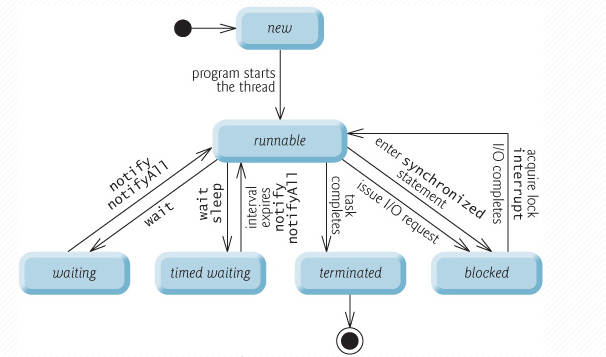 new
program starts
the thread
runnable
notify
notifyAll
wait
wait
sleep
interval
expires
notify
notifyAll
task
completes
enter synchronized
statement
issue I/O request
acquire lock
interrupt
I/O completes
waiting
timed waiting
terminated
blocked